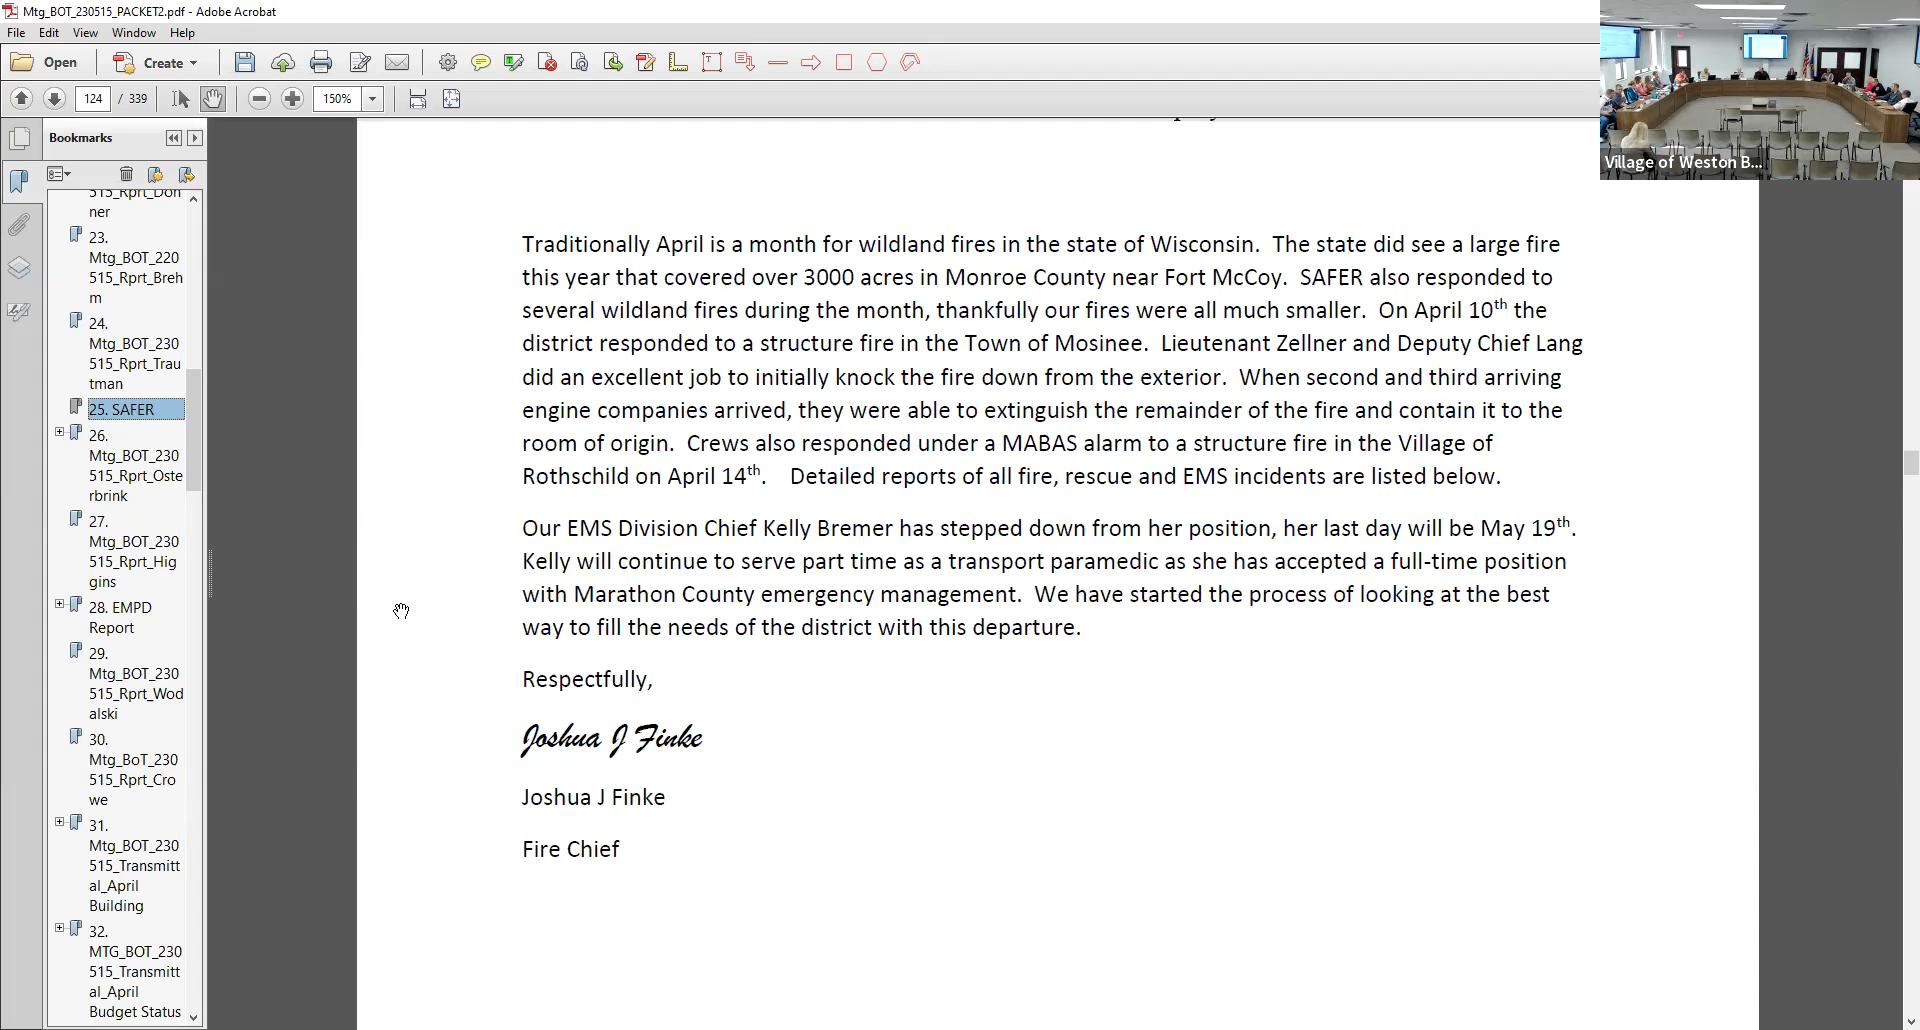 Mtg_BOT_230515_PACKET2.pdf - Adobe Acrobat
File Edit View Window Help
Open
Create
124 / 339
150%
Bookmarks
515_Rprt_Don
ner
23.
Mtg_BOT_220
515_Rprt_Breh
m
24.
Mtg_BOT_230
515_Rprt_Trau
tman
25. SAFER
26.
Mtg_BOT_230
515_Rprt_Oste
rbrink
27.
Mtg_BOT_230
515_Rprt_Hig
gins
28. EMPD
Report
29.
Mtg_BOT_230
515_Rprt_Wod
alski
30.
Mtg_BoT_230
515_Rprt_Cro
we
31.
Mtg_BOT_230
515_Transmitt
al_April
Building
32.
MTG_BOT_230
515_Transmitt
al_April
Budget Status
Traditionally April is a month for wildland fires in the state of Wisconsin.  The state did see a large fire
this year that covered over 3000 acres in Monroe County near Fort McCoy.  SAFER also responded to
several wildland fires during the month, thankfully our fires were all much smaller.  On April 10th the
district responded to a structure fire in the Town of Mosinee.  Lieutenant Zellner and Deputy Chief Lang
did an excellent job to initially knock the fire down from the exterior.  When second and third arriving
engine companies arrived, they were able to extinguish the remainder of the fire and contain it to the
room of origin.  Crews also responded under a MABAS alarm to a structure fire in the Village of
Rothschild on April 14th.    Detailed reports of all fire, rescue and EMS incidents are listed below.
Our EMS Division Chief Kelly Bremer has stepped down from her position, her last day will be May 19th.
Kelly will continue to serve part time as a transport paramedic as she has accepted a full-time position
with Marathon County emergency management.  We have started the process of looking at the best
way to fill the needs of the district with this departure.
Respectfully,
Joshua J Finke
Joshua J Finke
Fire Chief
Village of Weston B...